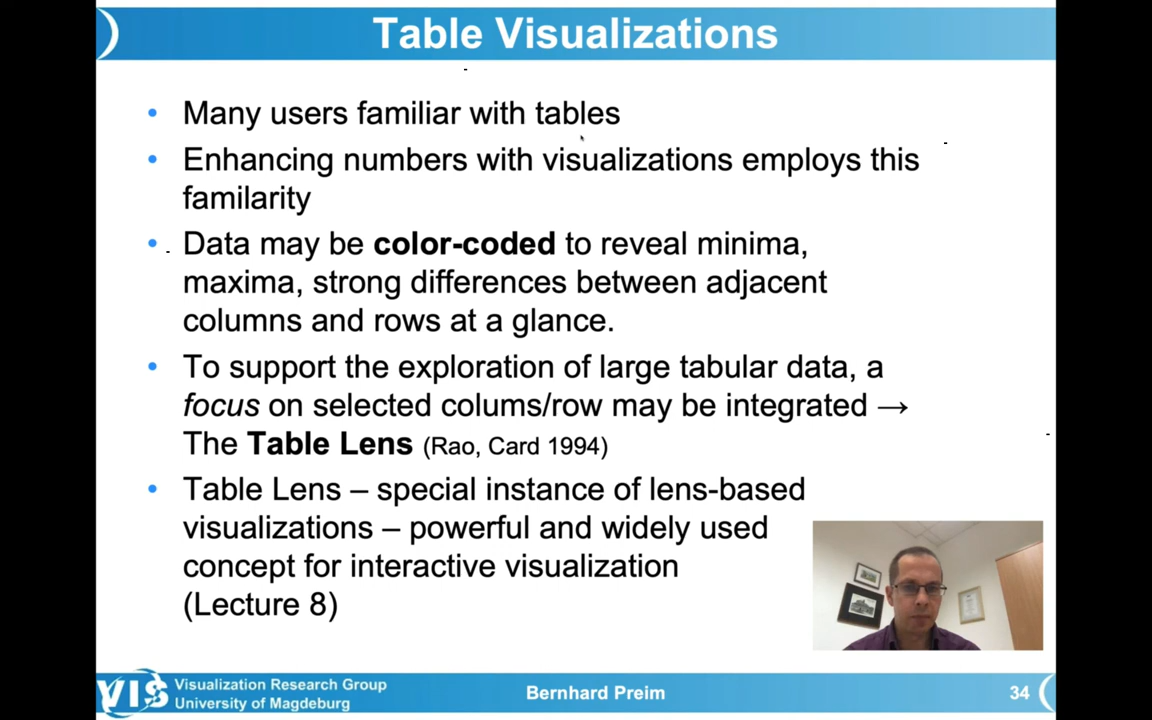 Table Visualizations
• Many users familiar with tables
• Enhancing numbers with visualizations employs this
familarity
• Data may be color-coded to reveal minima,
maxima, strong differences between adjacent
columns and rows at a glance.
• To support the exploration of large tabular data, a
focus on selected colums/row may be integrated →
The Table Lens (Rao, Card 1994)
• Table Lens – special instance of lens-based
visualizations – powerful and widely used
concept for interactive visualization
(Lecture 8)
VIS Visualization Research Group
University of Magdeburg
Bernhard Preim
34